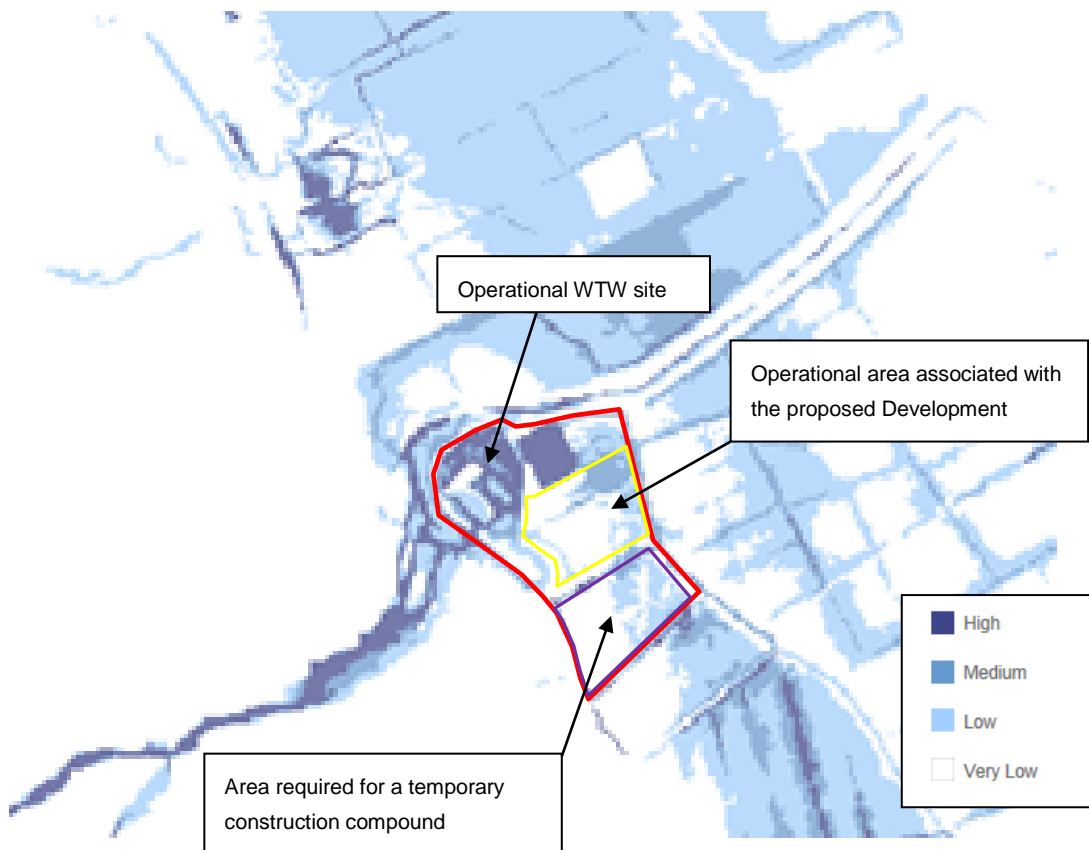 Operational WTW site
Operational area associated with
the proposed Development
High
Medium
Low
Very Low
Area required for a temporary
construction compound